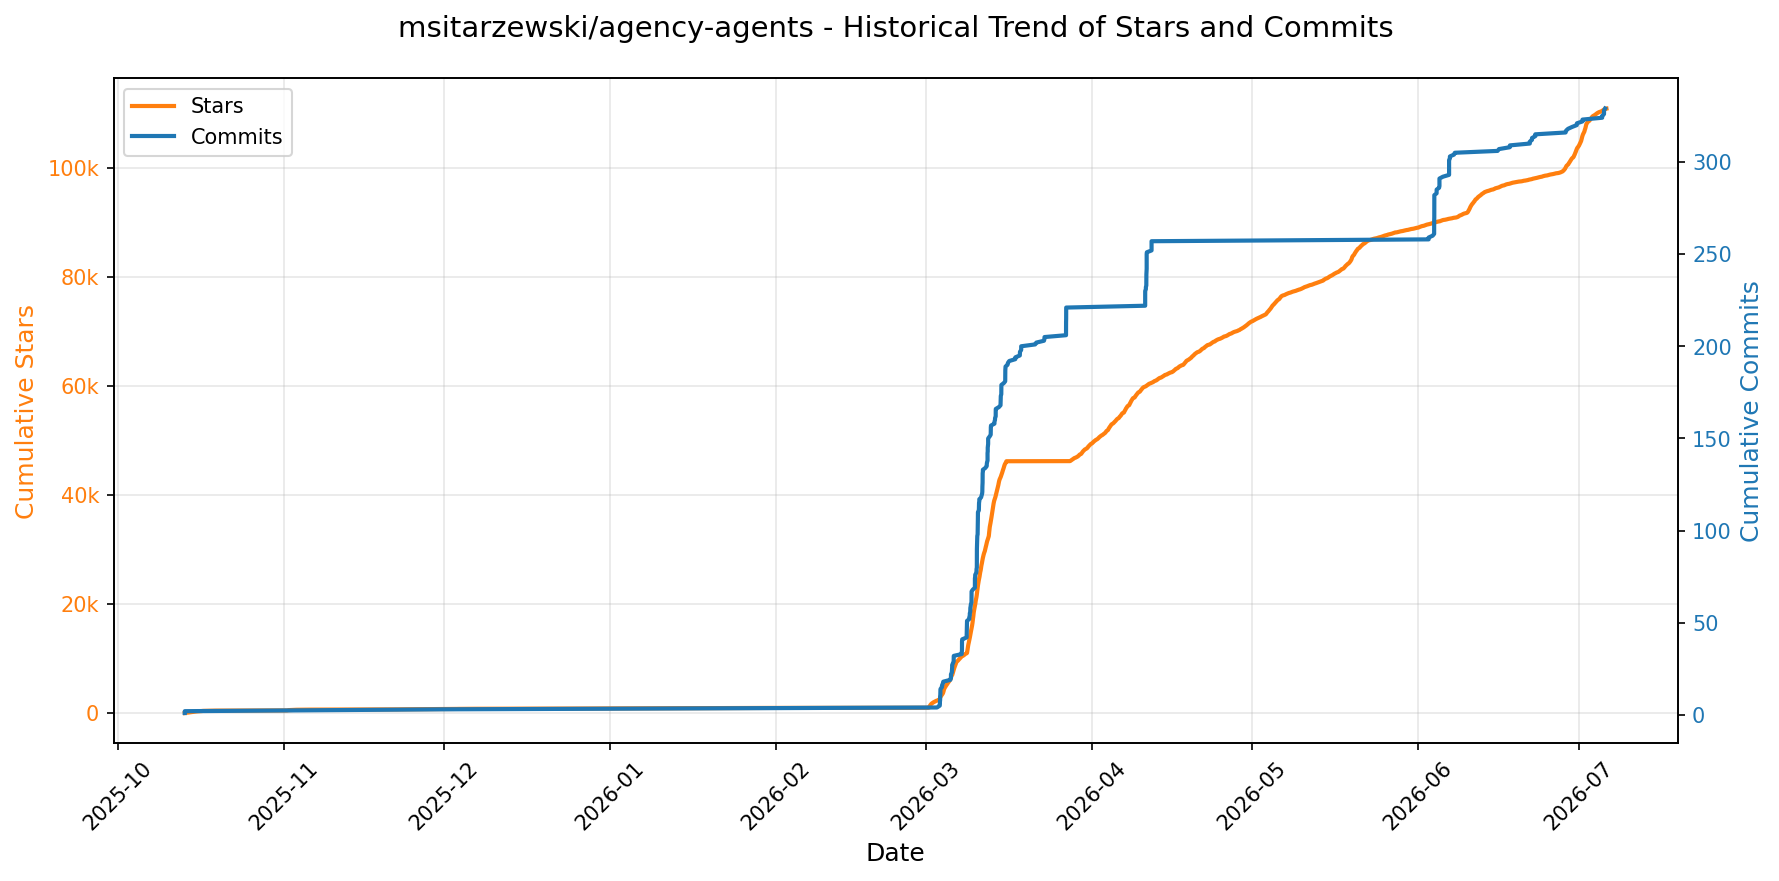 msitarzewski/agency-agents - Historical Trend of Stars and Commits
Stars
Commits
Cumulative Stars
100k
80k
60k
40k
20k
0
Cumulative Commits
300
250
200
150
100
50
0
2025-10
2025-11
2025-12
2026-01
2026-02
2026-03
2026-04
2026-05
2026-06
2026-07
Date